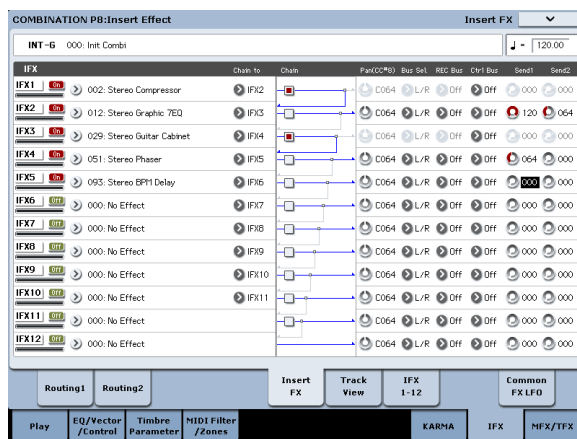 COMBINATION P8:Insert Effect Insert FX
INT-G 000: Init Combi ♩= 120.00
IFX Chain to Chain Pan(CC#8) Bus Sel. REC Bus Ctrl Bus Send1 Send2
IFX1 On 002: Stereo Compressor IFX2 C064 L/R Off Off 000 000
IFX2 On 012: Stereo Graphic 7EQ IFX3 C064 L/R Off Off 120 064
IFX3 On 029: Stereo Guitar Cabinet IFX4 C064 L/R Off Off 000 000
IFX4 On 051: Stereo Phaser IFX5 C064 L/R Off Off 064 000
IFX5 On 093: Stereo BPM Delay IFX6 C064 L/R Off Off 000 000
IFX6 Off 000: No Effect IFX7 C064 L/R Off Off 000 000
IFX7 Off 000: No Effect IFX8 C064 L/R Off Off 000 000
IFX8 Off 000: No Effect IFX9 C064 L/R Off Off 000 000
IFX9 Off 000: No Effect IFX10 C064 L/R Off Off 000 000
IFX10 Off 000: No Effect IFX11 C064 L/R Off Off 000 000
IFX11 Off 000: No Effect C064 L/R Off Off 000 000
IFX12 Off 000: No Effect C064 L/R Off Off 000 000
Routing1 Routing2 Insert FX Track View IFX 1-12 Common FX LFO
Play EQ/Vector /Control Timbre Parameter MIDI Filter /Zones KARMA IFX MFX/TFX